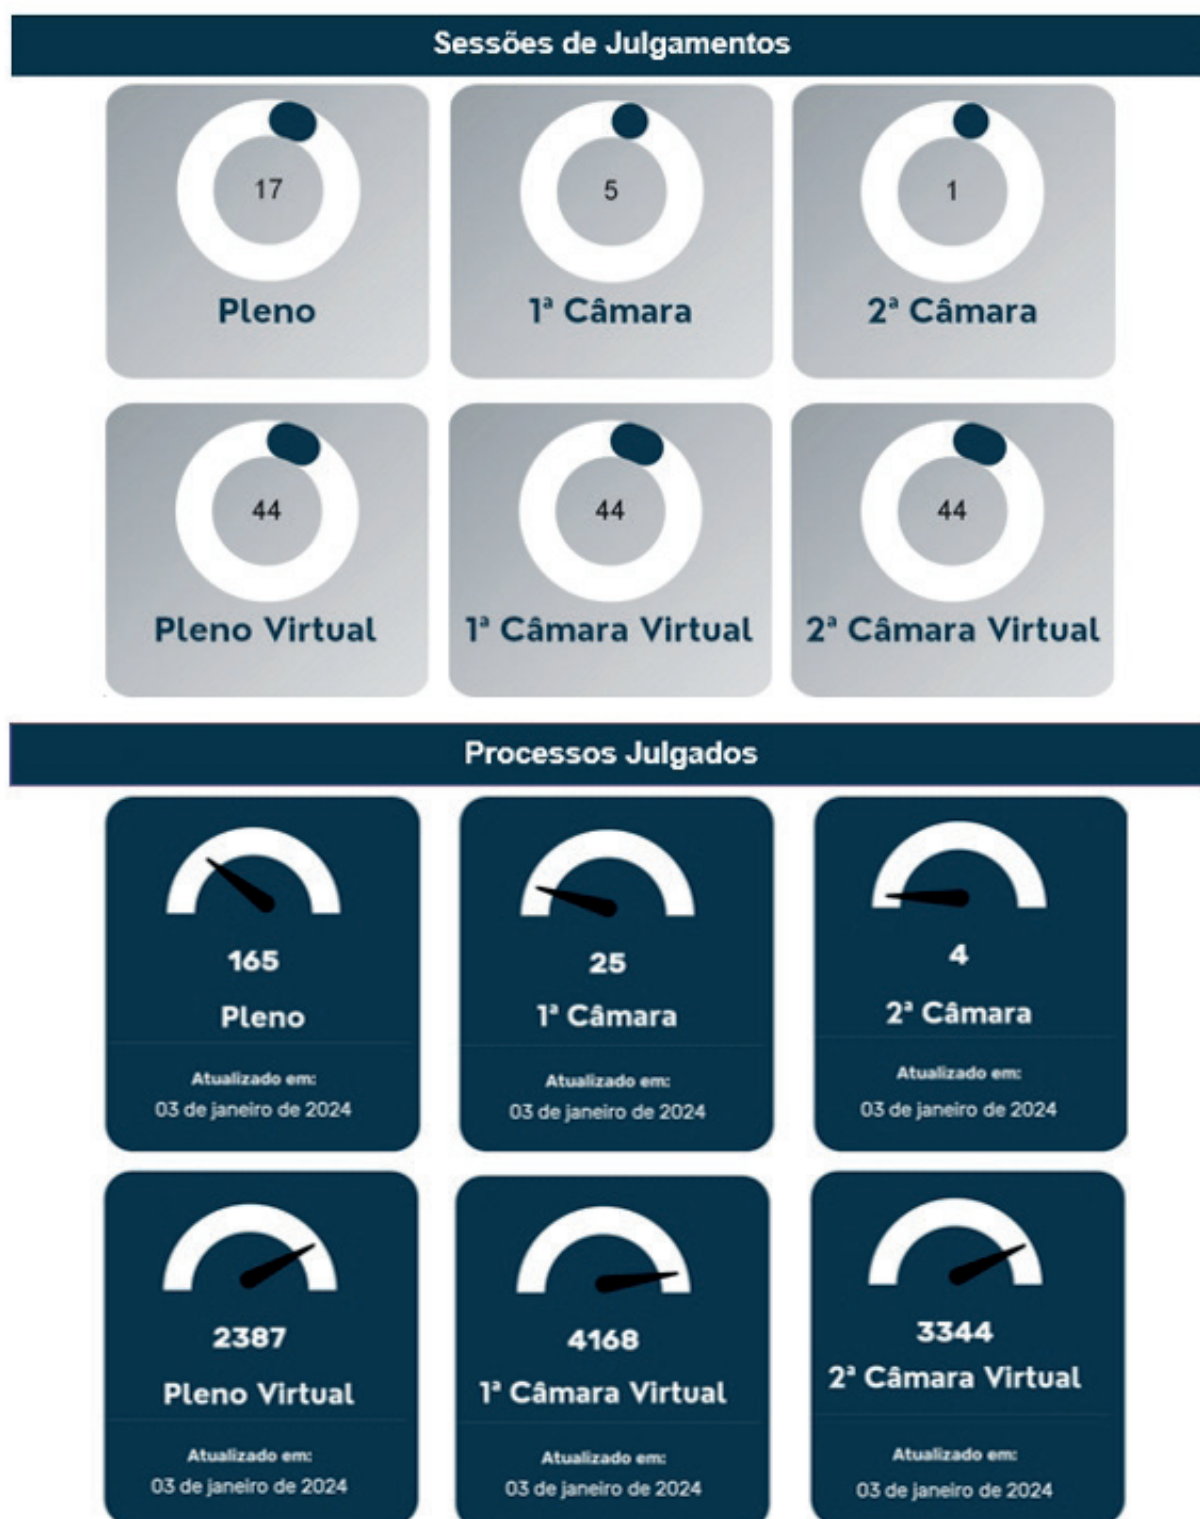 Sessões de Julgamentos
17
5
1
Pleno
1ª Câmara
2ª Câmara
44
44
44
Pleno Virtual
1ª Câmara Virtual
2ª Câmara Virtual
Processos Julgados
165
Pleno
Atualizado em:
03 de janeiro de 2024
25
1ª Câmara
Atualizado em:
03 de janeiro de 2024
4
2ª Câmara
Atualizado em:
03 de janeiro de 2024
2387
Pleno Virtual
Atualizado em:
03 de janeiro de 2024
4168
1ª Câmara Virtual
Atualizado em:
03 de janeiro de 2024
3344
2ª Câmara Virtual
Atualizado em:
03 de janeiro de 2024